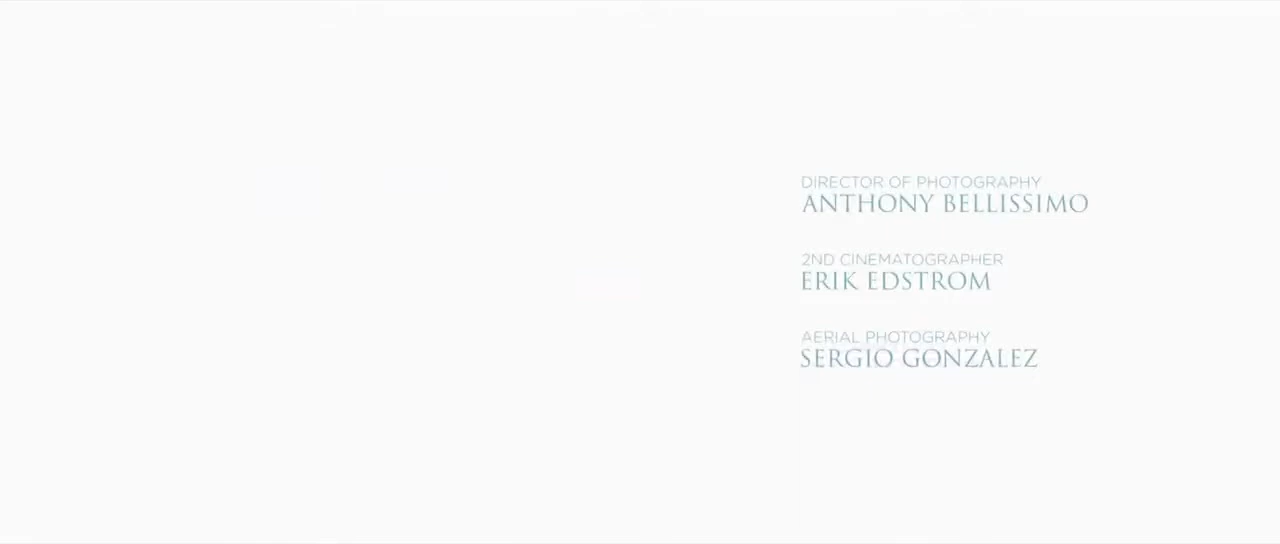 DIRECTOR OF PHOTOGRAPHY
ANTHONY BELLISSIMO
2ND CINEMATOGRAPHER
ERIK EDSTROM
AERIAL PHOTOGRAPHY
SERGIO GONZALEZ